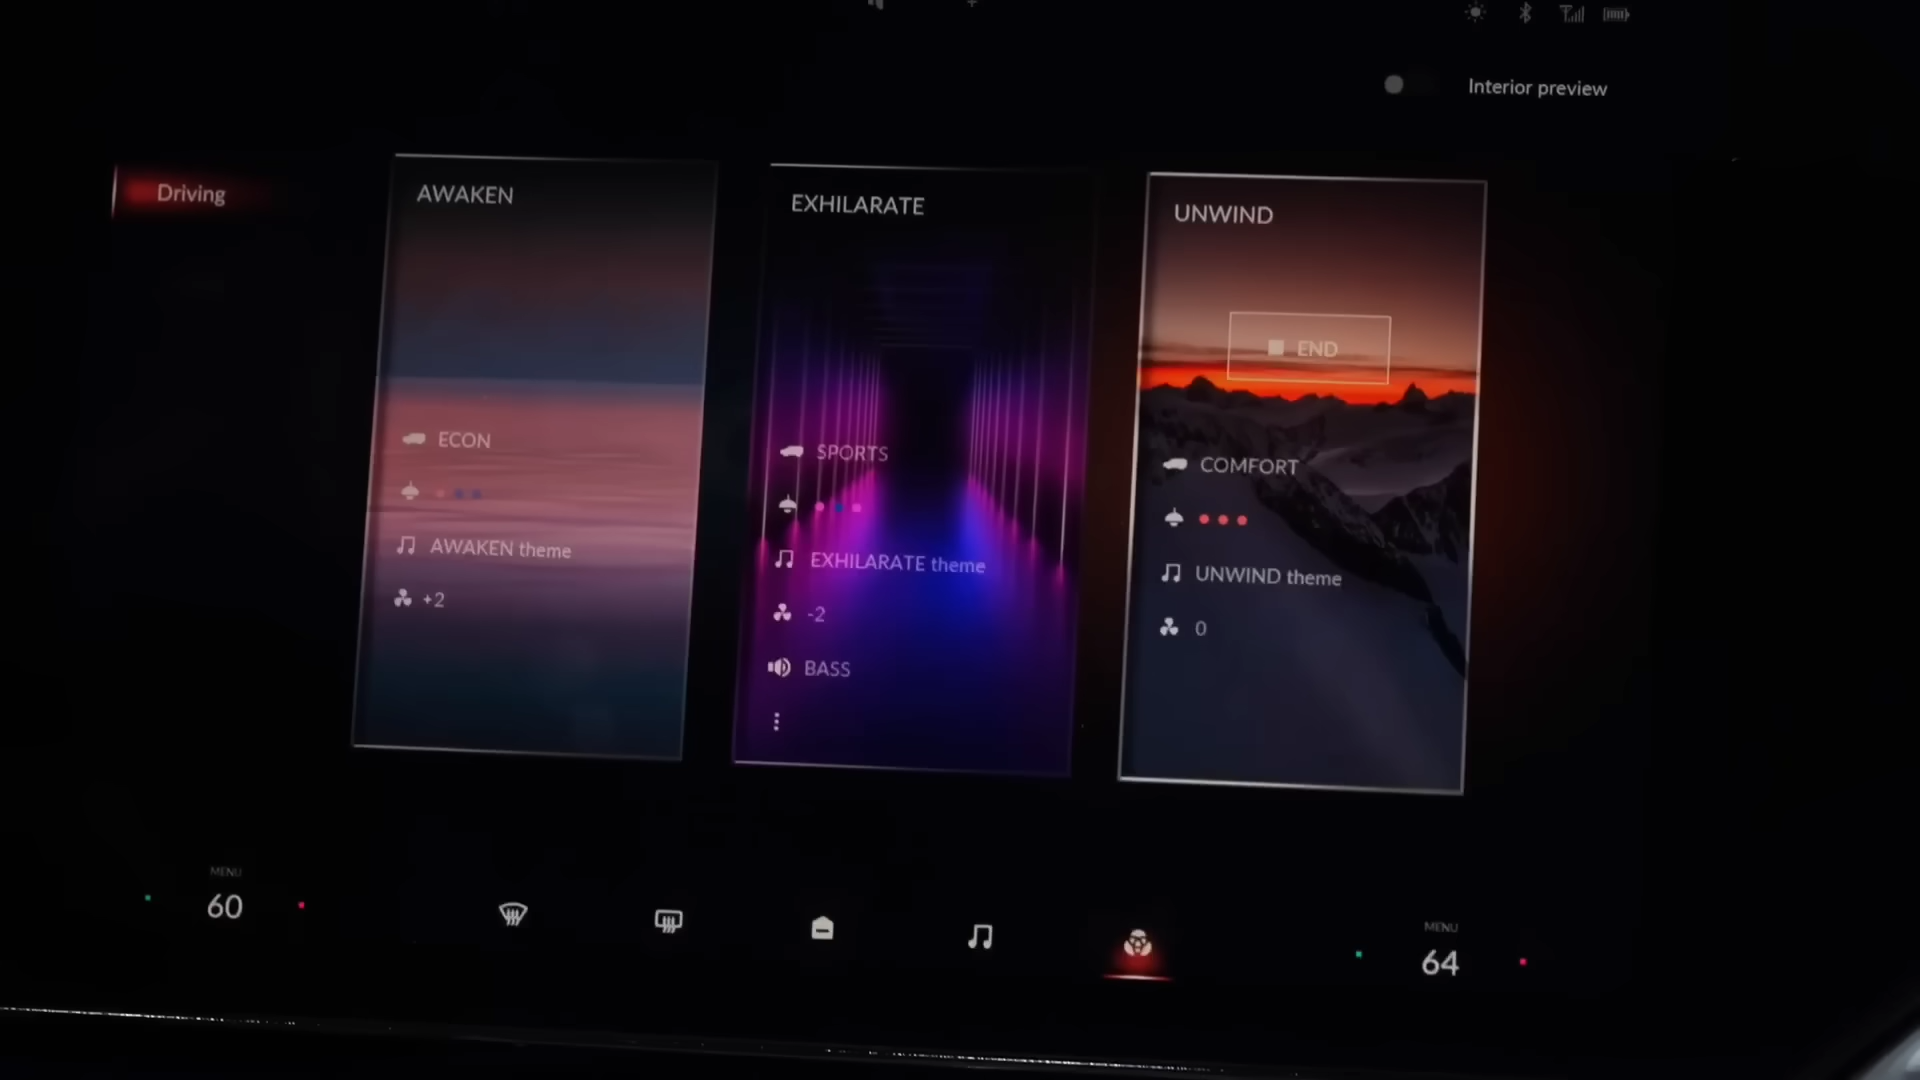 Interior preview
Driving
AWAKEN
ECON
AWAKEN theme
+2
EXHILARATE
SPORTS
EXHILARATE theme
-2
BASS
UNWIND
END
COMFORT
UNWIND theme
0
MENU
60
MENU
64